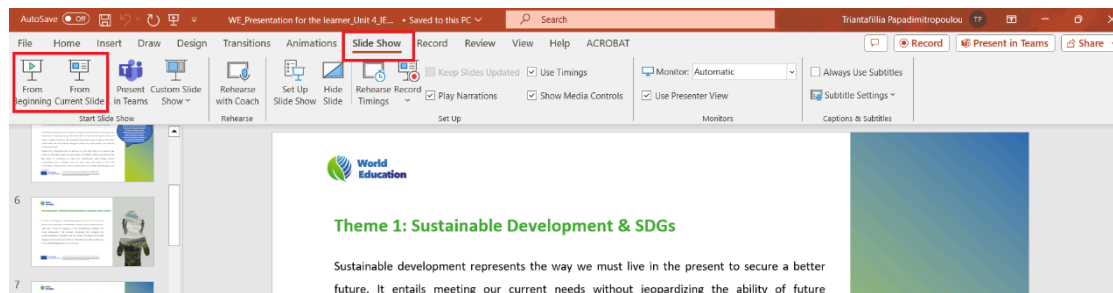 AutoSave Off WE_Presentation for the learner_Unit 4_IE... • Saved to this PC Search Triantafillia Papadimitropoulou TP
File Home Insert Draw Design Transitions Animations Slide Show Record Review View Help ACROBAT Record Present in Teams Share
From Beginning
From Current Slide
Present in Teams
Custom Slide Show
Rehearse with Coach
Set Up Slide Show
Hide Slide
Rehearse Timings
Record
Keep Slides Updated
Use Timings
Play Narrations
Show Media Controls
Monitor: Automatic
Use Presenter View
Always Use Subtitles
Subtitle Settings
Start Slide Show Rehearse Set Up Monitors Captions & Subtitles
World
Education
6
Theme 1: Sustainable Development & SDGs
Sustainable development represents the way we must live in the present to secure a better
7
future. It entails meeting our current needs without jeopardizing the ability of future